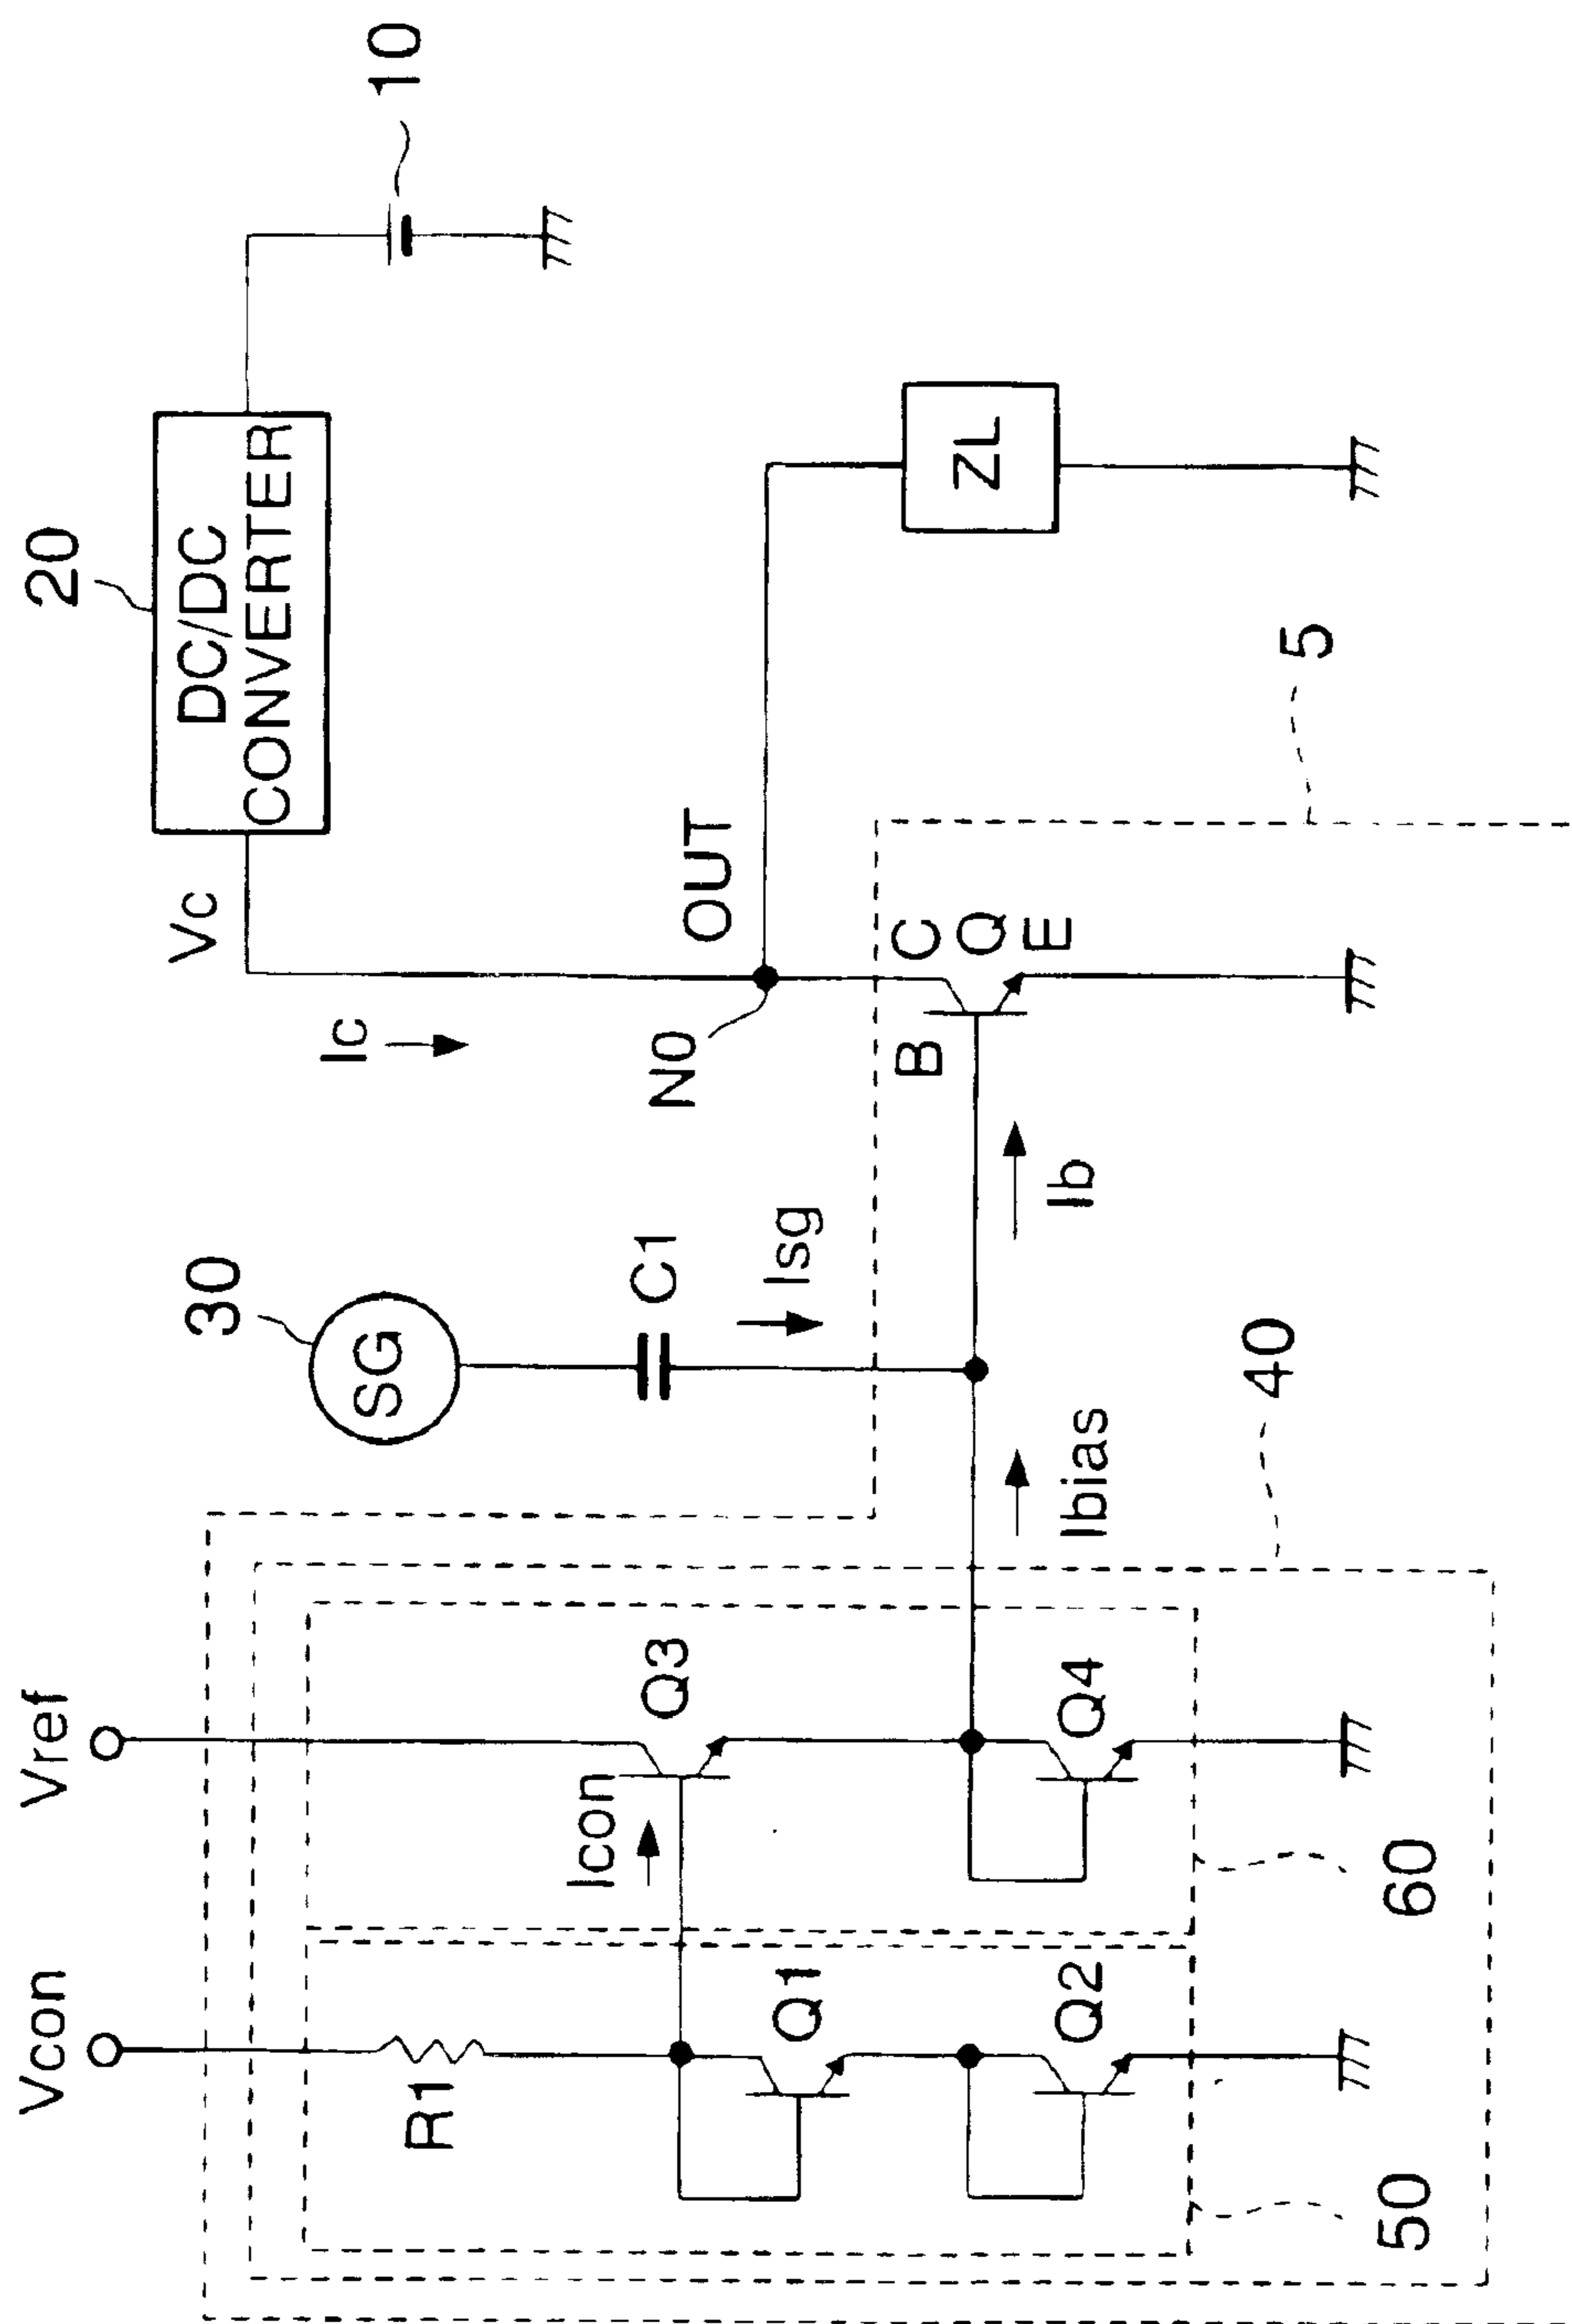 Vcon
Vref
20
DC/DC
CONVERTER
10
30
SG
Vc
Ic
R1
Icon
Q3
C1
N0
OUT
Isg
Q1
B
C
Q
E
ZL
Q2
Q4
Ibias
Ib
50
60
40
5